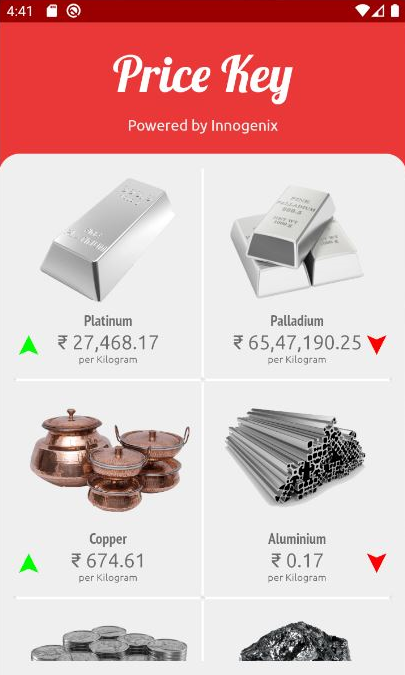 4:41
Price Key
Powered by Innogenix
Platinum
₹ 27,468.17
per Kilogram
Palladium
₹ 65,47,190.25
per Kilogram
Copper
₹ 674.61
per Kilogram
Aluminium
₹ 0.17
per Kilogram